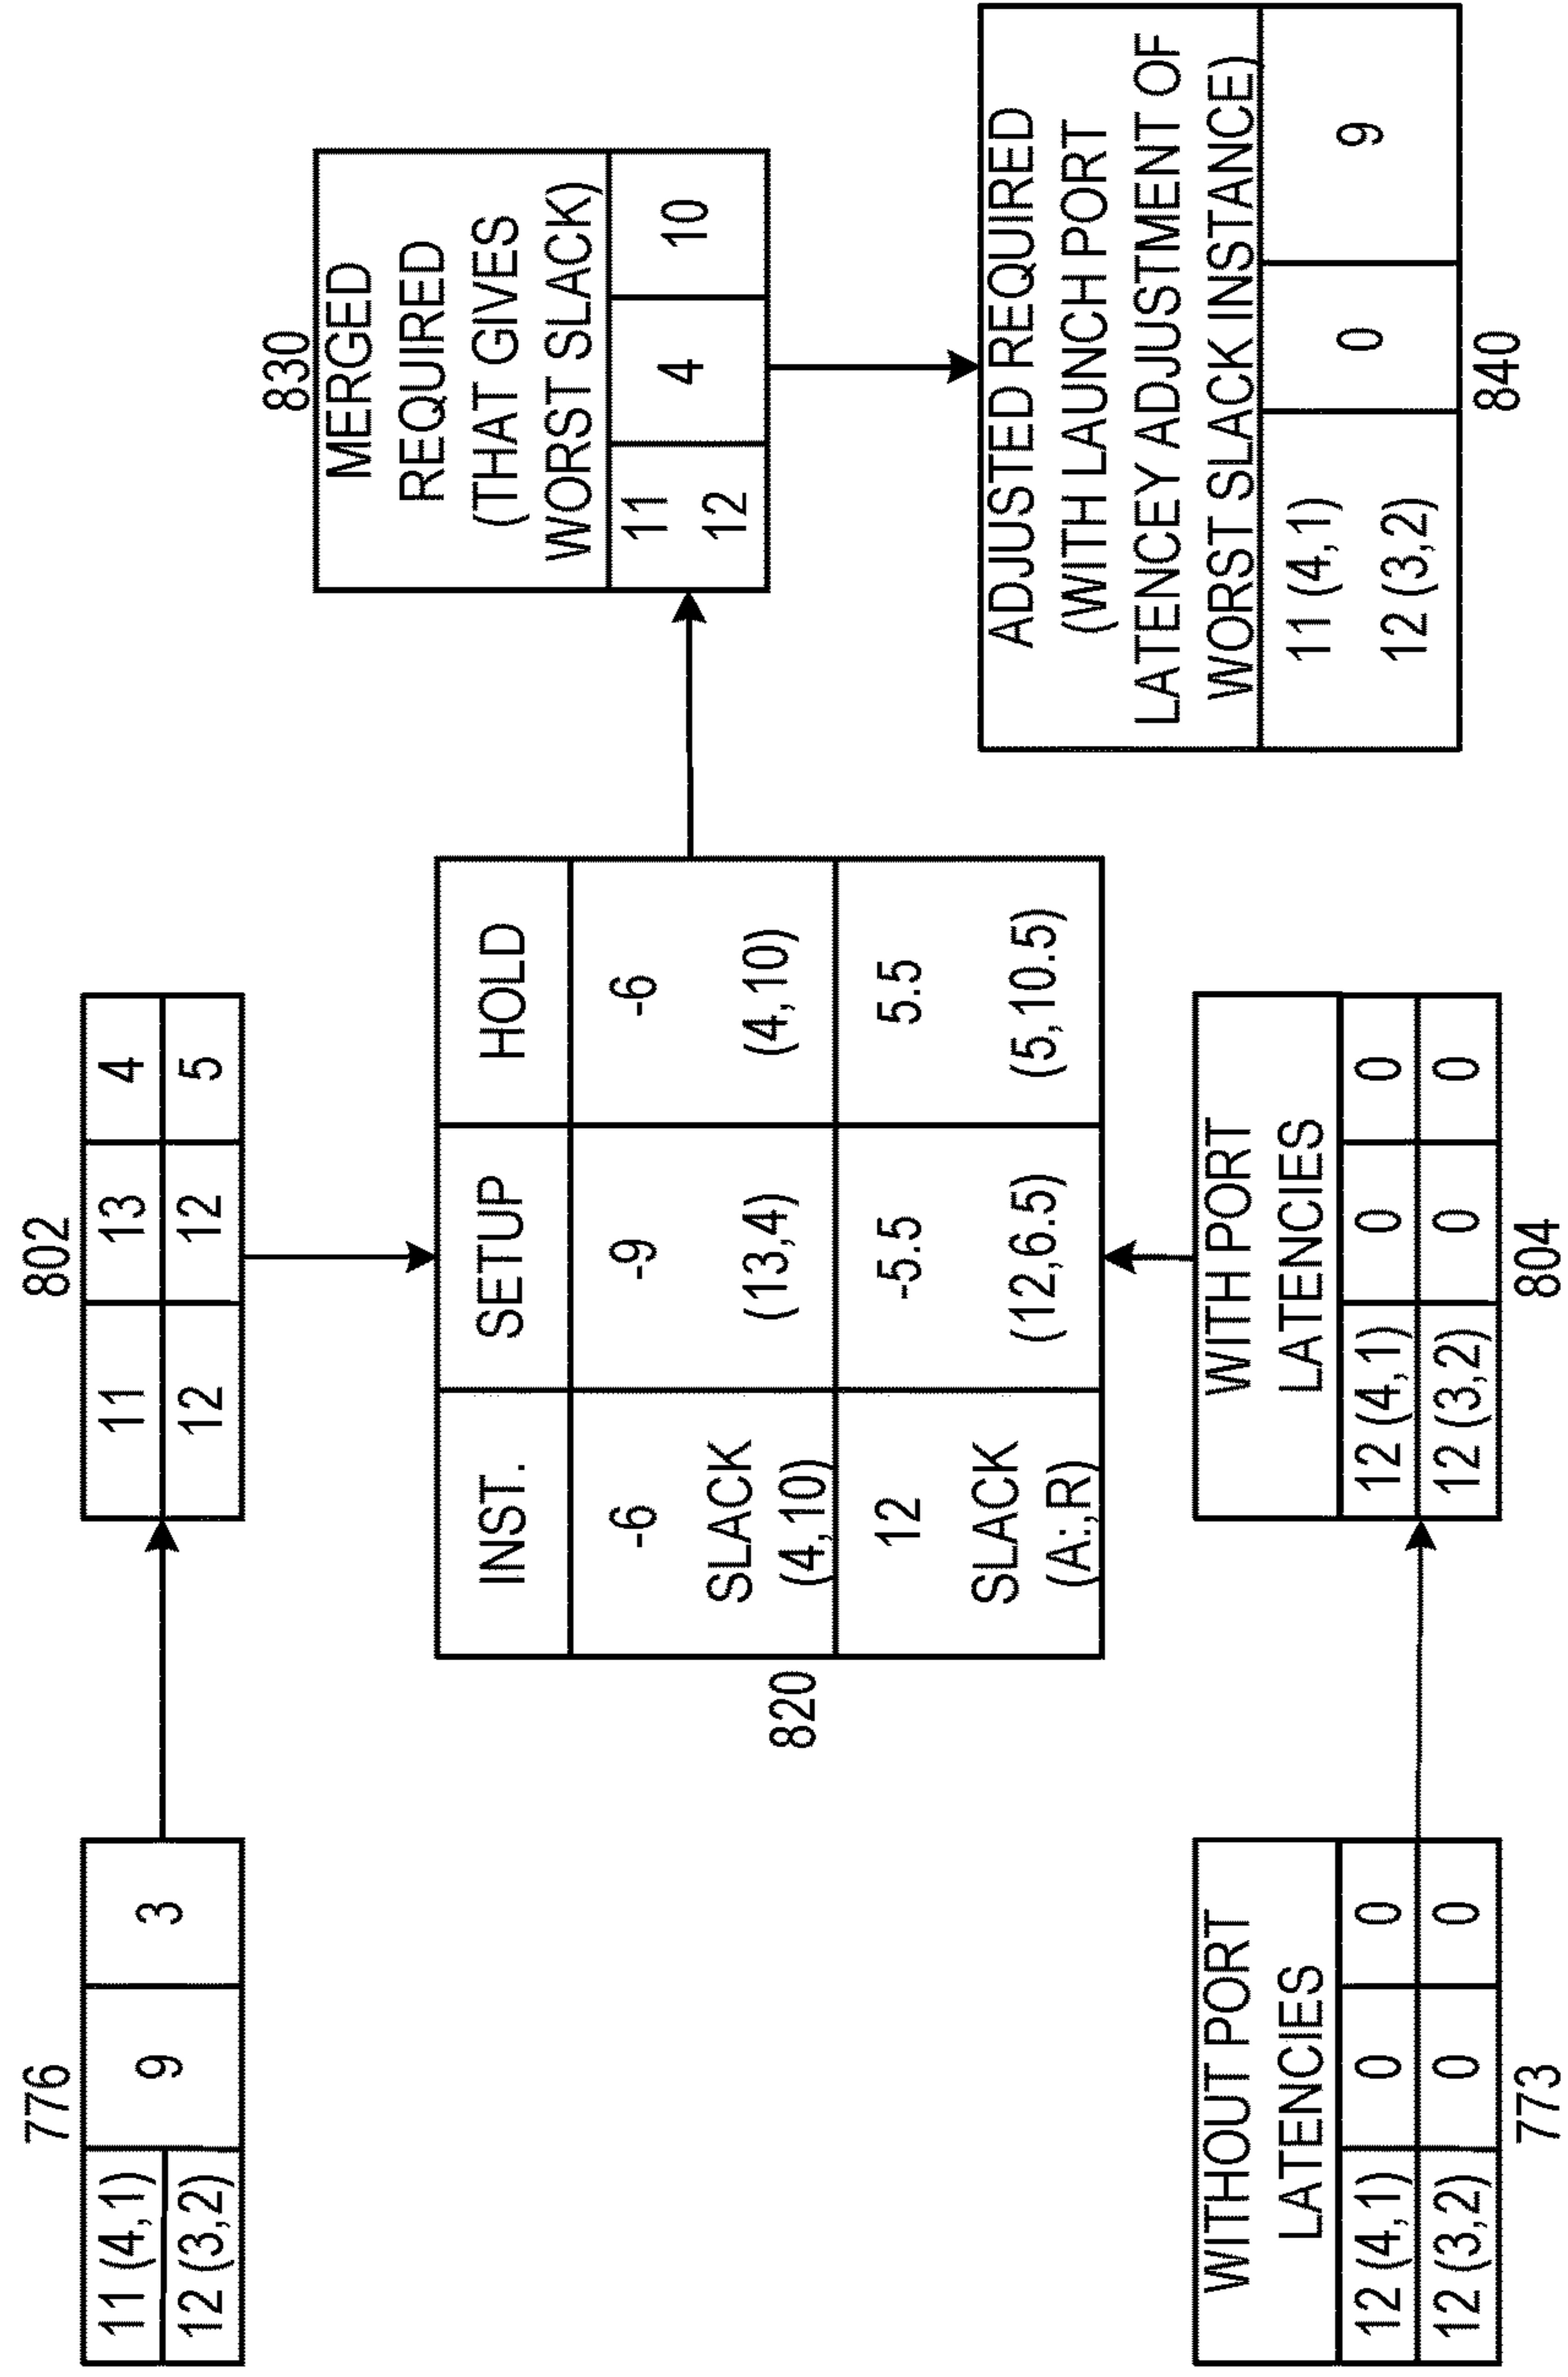 776
11 (4,1) 9 3
12 (3,2)
802
11 13 4
12 12 5
830
MERGED
REQUIRED
(THAT GIVES
WORST SLACK)
11 4 10
12
820
INST. SETUP HOLD
-6 -9 -6
SLACK
(4,10) (13,4) (4,10)
12 -5.5 5.5
SLACK
(A:,R) (12,6.5) (5,10.5)
ADJUSTED REQUIRED
(WITH LAUNCH PORT
LATENCEY ADJUSTMENT OF
WORST SLACK INSTANCE)
11 (4,1) 0 9
12 (3,2)
840
WITHOUT PORT
LATENCIES
12 (4,1) 0 0
12 (3,2) 0 0
773
WITH PORT
LATENCIES
12 (4,1) 0 0
12 (3,2) 0 0
804